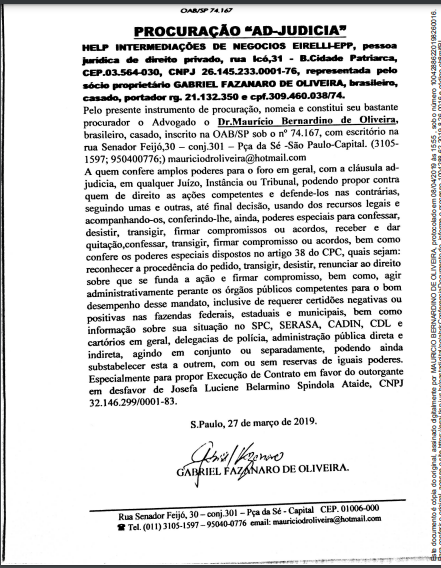 OAB/SP 74.167
PROCURAÇÃO “AD-JUDICIA”
HELP INTERMEDIAÇÕES DE NEGOCIOS EIRELLI-EPP, pessoa
jurídica de direito privado, rua Icó,31 - B.Cidade Patriarca,
CEP.03.564-030, CNPJ 26.145.233.0001-76, representada pelo
sócio proprietário GABRIEL FAZANARO DE OLIVEIRA, brasileiro,
casado, portador rg. 21.132.350 e cpf.309.460.038/74.
Pelo presente instrumento de procuração, nomeia e constitui seu bastante
procurador o Advogado o Dr.Maurício Bernardino de Oliveira,
brasileiro, casado, inscrito na OAB/SP sob o nº 74.167, com escritório na
rua Senador Feijó,30 – conj.301 – Pça da Sé -São Paulo-Capital. (3105-
1597; 950400776;) mauriciodroliveira@hotmail.com
A quem confere amplos poderes para o foro em geral, com a cláusula ad-
judicia, em qualquer Juízo, Instância ou Tribunal, podendo propor contra
quem de direito as ações competentes e defende-los nas contrárias,
seguindo umas e outras, até final decisão, usando dos recursos legais e
acompanhando-os, conferindo-lhe, ainda, poderes especiais para confessar,
desistir, transigir, firmar compromissos ou acordos, receber e dar
quitação,confessar, transigir, firmar compromisso ou acordos, bem como
confere os poderes especiais dispostos no artigo 38 do CPC, quais sejam:
reconhecer a procedência do pedido, transigir, desistir, renunciar ao direito
sobre que se funda a ação e firmar compromisso, bem como, agir
administrativamente perante os órgãos públicos competentes para o bom
desempenho desse mandato, inclusive de requerer certidões negativas ou
positivas nas fazendas federais, estaduais e municipais, bem como
informação sobre sua situação no SPC, SERASA, CADIN, CDL e
cartórios em geral, delegacias de polícia, administração pública direta e
indireta, agindo em conjunto ou separadamente, podendo ainda
substabelecer esta a outrem, com ou sem reservas de iguais poderes.
Especialmente para propor Execução de Contrato em favor do outorgante
em desfavor de Josefa Luciene Belarmino Spindola Ataide, CNPJ
32.146.299/0001-83.
S.Paulo, 27 de março de 2019.
GABRIEL FAZANARO DE OLIVEIRA.
Rua Senador Feijó, 30 – conj.301 – Pça da Sé - Capital CEP. 01006-000
☎ Tel. (011) 3105-1597 – 95040-0776 email: mauriciodroliveira@hotmail.com
Este documento é cópia do original, assinado digitalmente por MAURICIO BERNARDINO DE OLIVEIRA, protocolado em 09/04/2019 às 15:55